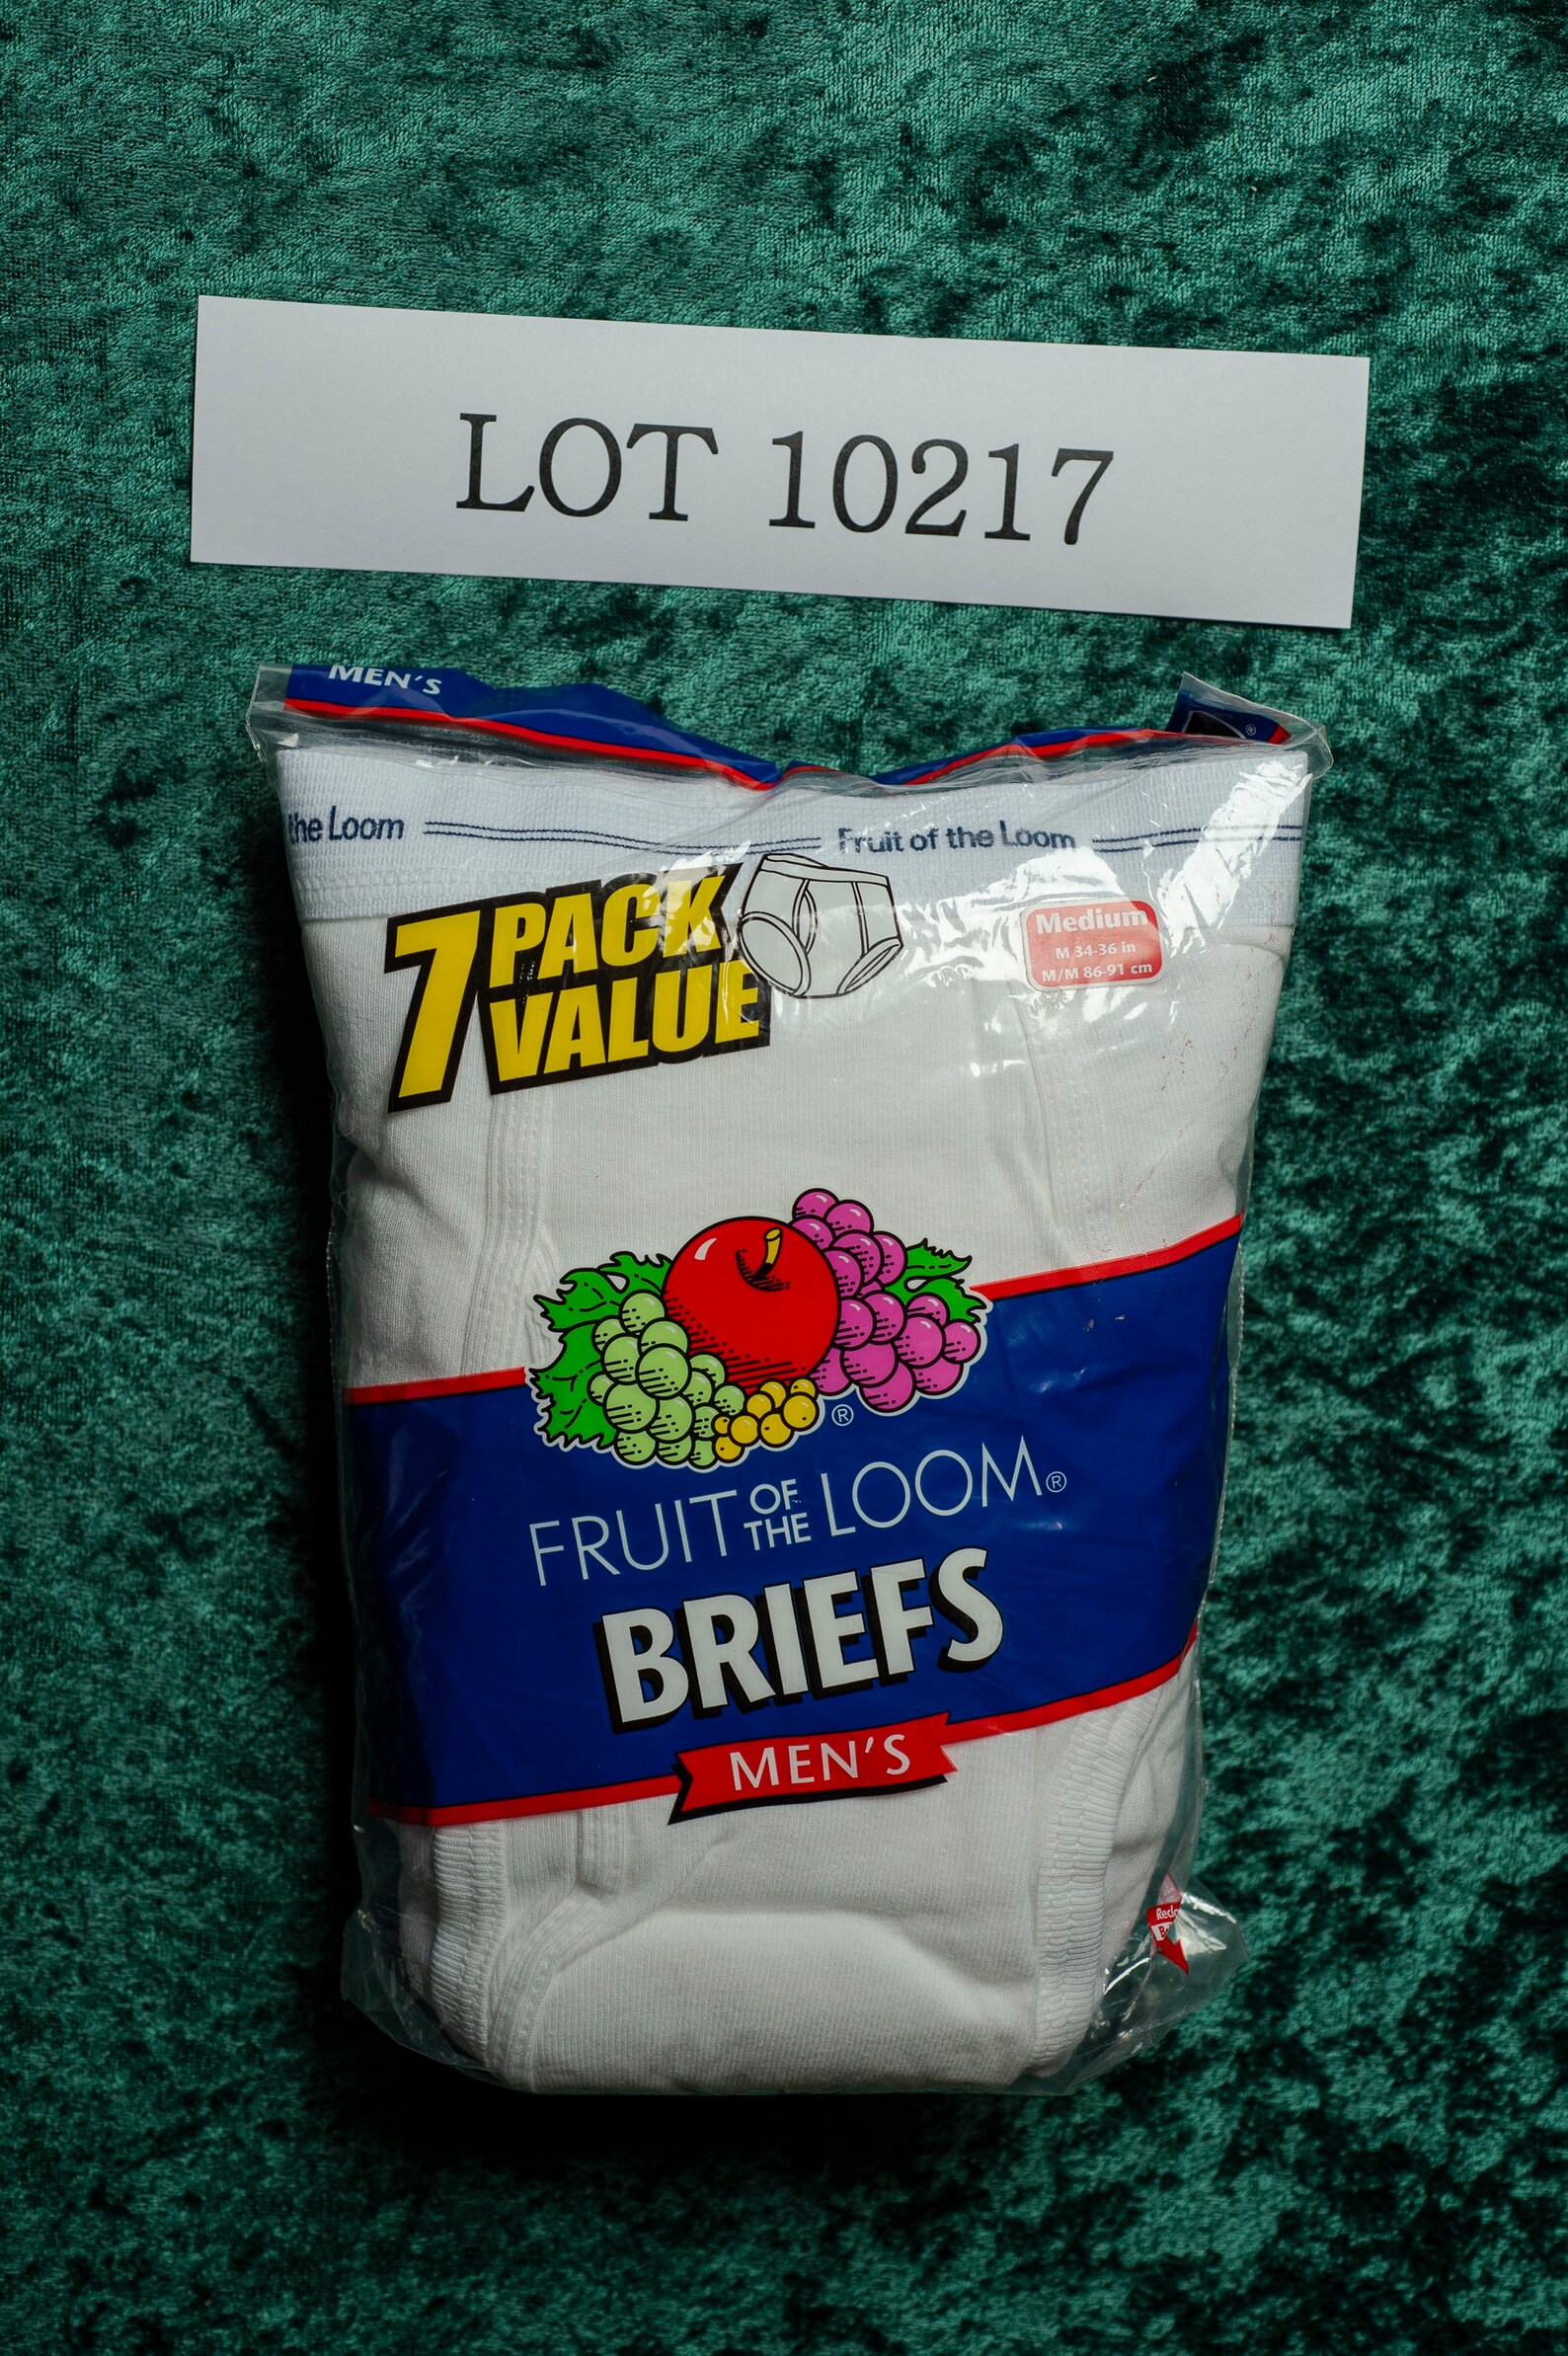 LOT 10217
MEN'S
®
the Loom
Fruit of the Loom
7 PACK
VALUE
Medium
M 34-36 in
M/M 86-91 cm
®
FRUIT OF THE LOOM®
BRIEFS
MEN'S